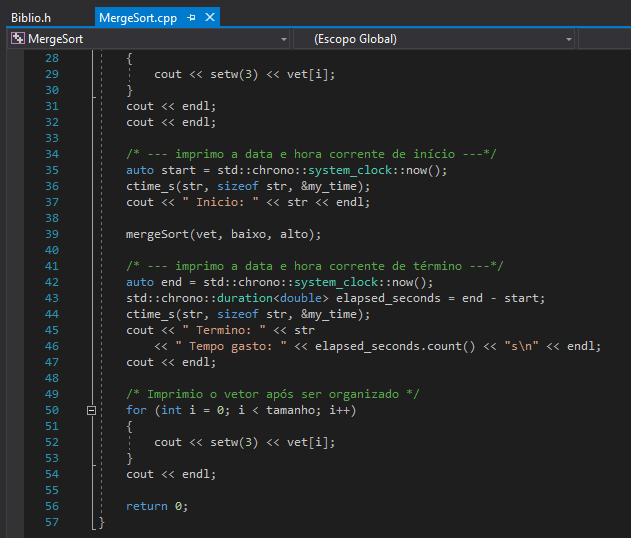 Biblio.h
MergeSort.cpp
MergeSort
(Escopo Global)
28 {
29 cout << setw(3) << vet[i];
30 }
31 cout << endl;
32 cout << endl;
33
34 /* --- imprimo a data e hora corrente de início ---*/
35 auto start = std::chrono::system_clock::now();
36 ctime_s(str, sizeof str, &my_time);
37 cout << " Inicio: " << str << endl;
38
39 mergeSort(vet, baixo, alto);
40
41 /* --- imprimo a data e hora corrente de término ---*/
42 auto end = std::chrono::system_clock::now();
43 std::chrono::duration<double> elapsed_seconds = end - start;
44 ctime_s(str, sizeof str, &my_time);
45 cout << " Termino: " << str
46 << " Tempo gasto: " << elapsed_seconds.count() << "s\n" << endl;
47 cout << endl;
48
49 /* Imprimio o vetor após ser organizado */
50 for (int i = 0; i < tamanho; i++)
51 {
52 cout << setw(3) << vet[i];
53 }
54 cout << endl;
55
56 return 0;
57 }